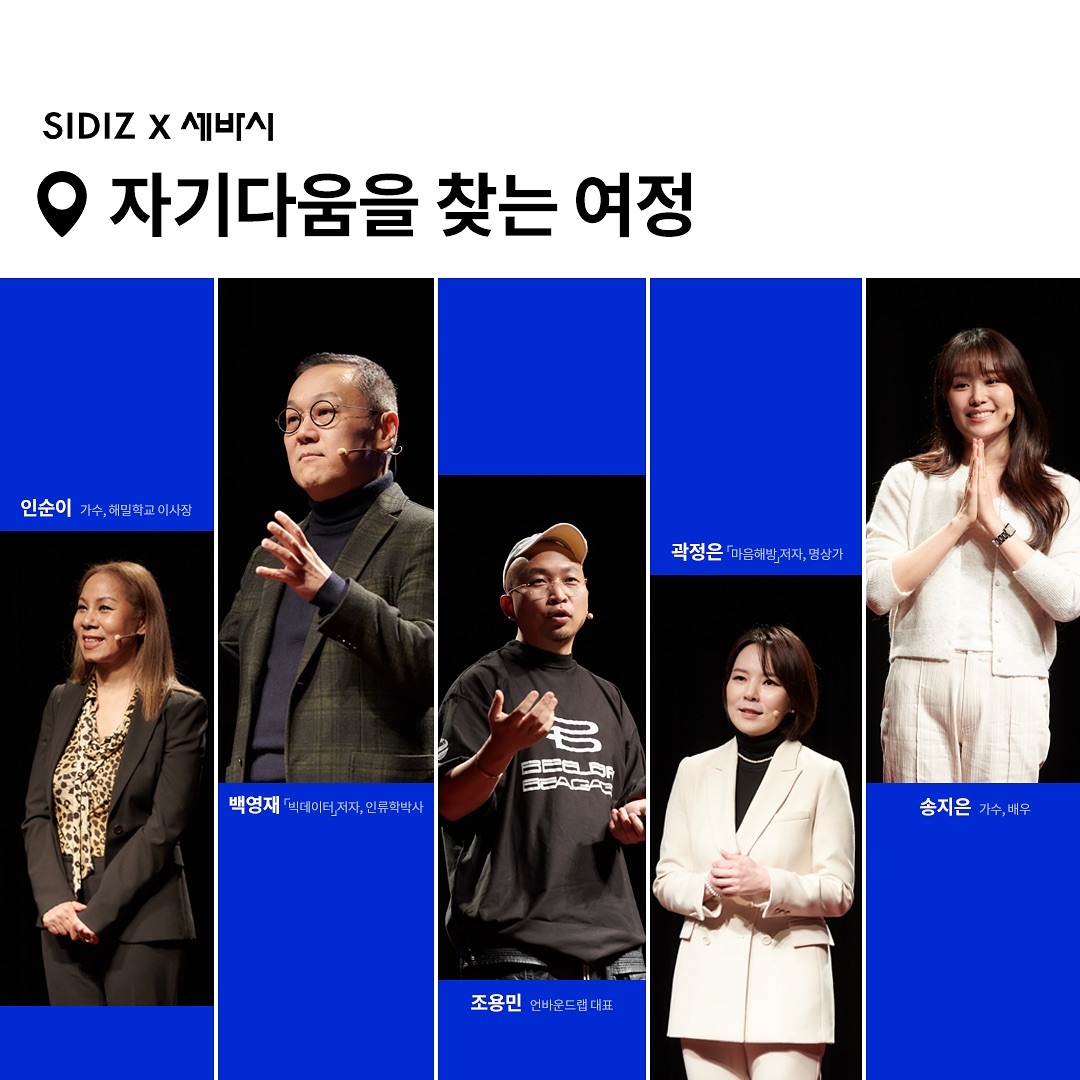 SIDIZ X 세바시
자기다움을 찾는 여정
인순이 가수, 해밀학교 이사장
백영재 「빅데이터」저자, 인류학박사
조용민 언바운드랩 대표
곽정은 「마음해방」저자, 명상가
송지은 가수, 배우